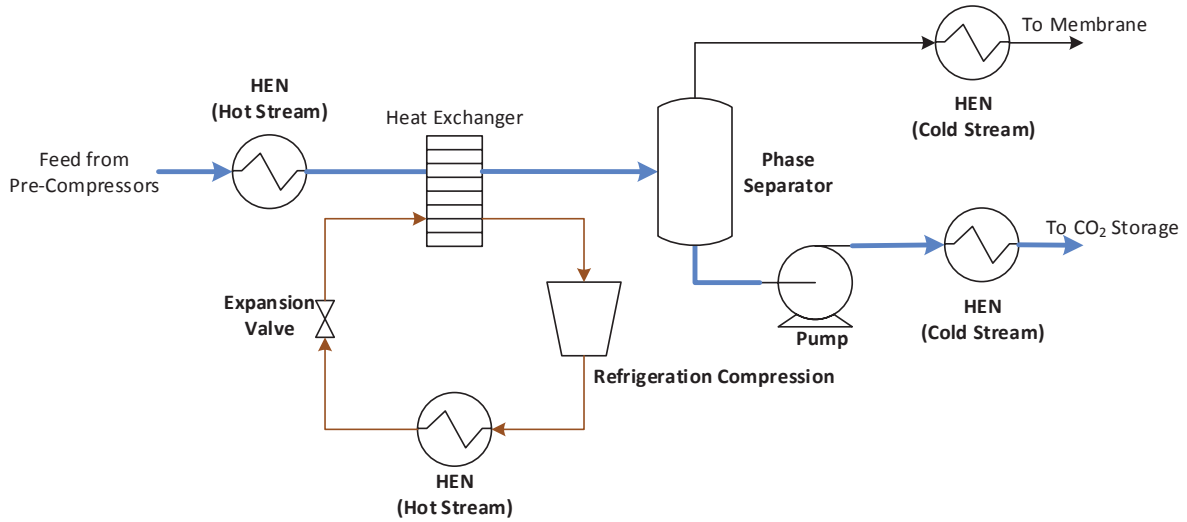 To Membrane
HEN
(Hot Stream)
Heat Exchanger
HEN
(Cold Stream)
Feed from
Pre-Compressors
Phase
Separator
To CO₂ Storage
Expansion
Valve
HEN
(Cold Stream)
Pump
Refrigeration Compression
HEN
(Hot Stream)